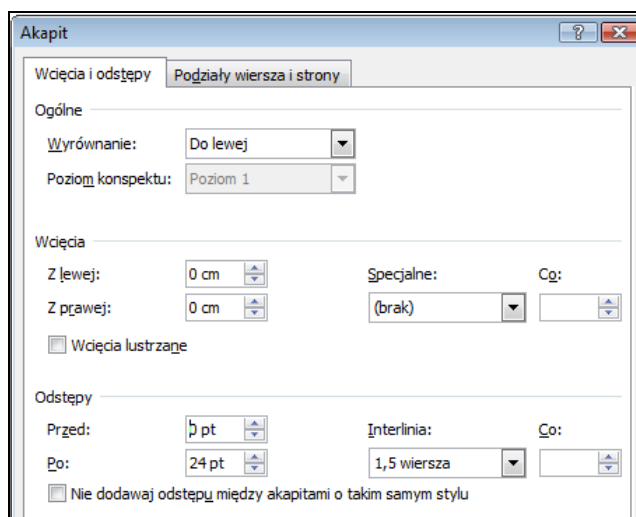 Akapit
Wcięcia i odstępy Podziały wiersza i strony
Ogólne
Wyrównanie: Do lewej
Poziom konspektu: Poziom 1
Wcięcia
Z lewej: 0 cm Specjalne: Co:
Z prawej: 0 cm (brak)
Wcięcia lustrzane
Odstępy
Przed: 0 pt Interlinia: Co:
Po: 24 pt 1,5 wiersza
Nie dodawaj odstępu między akapitami o takim samym stylu